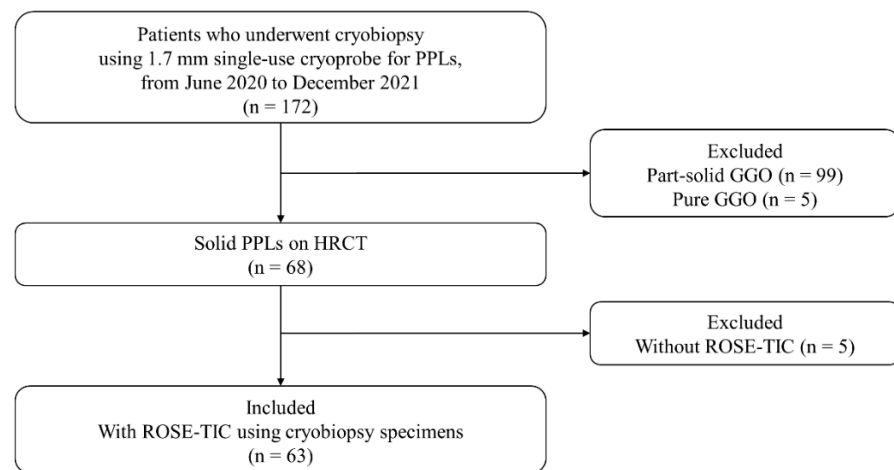 Patients who underwent cryobiopsy
using 1.7 mm single-use cryoprobe for PPLs,
from June 2020 to December 2021
(n = 172)
Excluded
Part-solid GGO (n = 99)
Pure GGO (n = 5)
Solid PPLs on HRCT
(n = 68)
Excluded
Without ROSE-TIC (n = 5)
Included
With ROSE-TIC using cryobiopsy specimens
(n = 63)